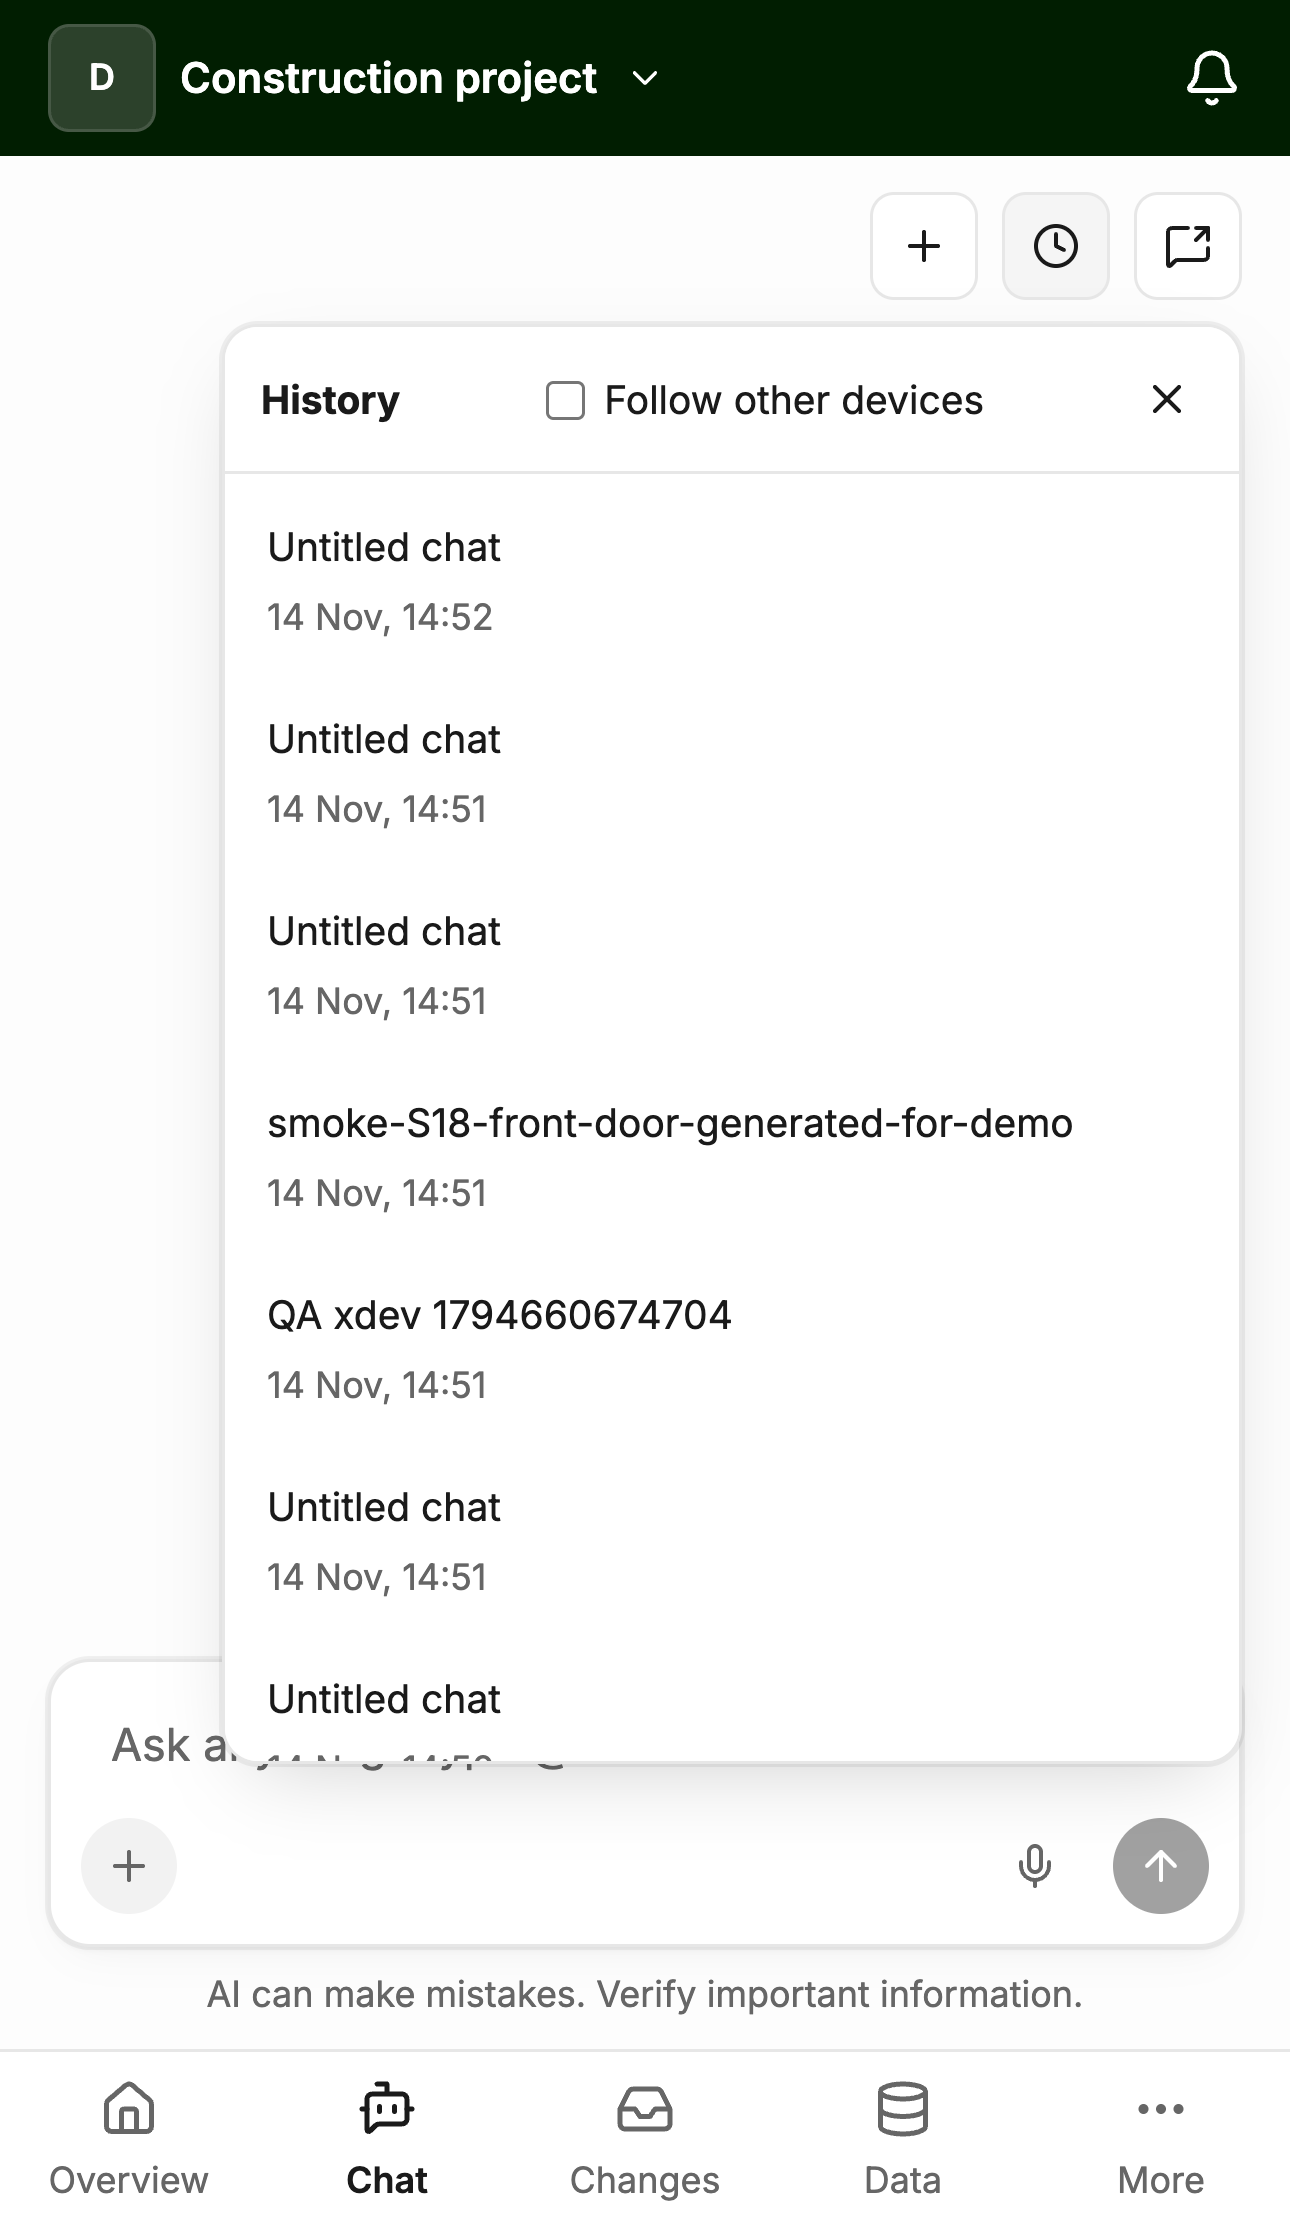 D
Construction project
History
Follow other devices
Untitled chat
14 Nov, 14:52
Untitled chat
14 Nov, 14:51
Untitled chat
14 Nov, 14:51
smoke-S18-front-door-generated-for-demo
14 Nov, 14:51
QA xdev 1794660674704
14 Nov, 14:51
Untitled chat
14 Nov, 14:51
Untitled chat
Ask
AI can make mistakes. Verify important information.
Overview
Chat
Changes
Data
More